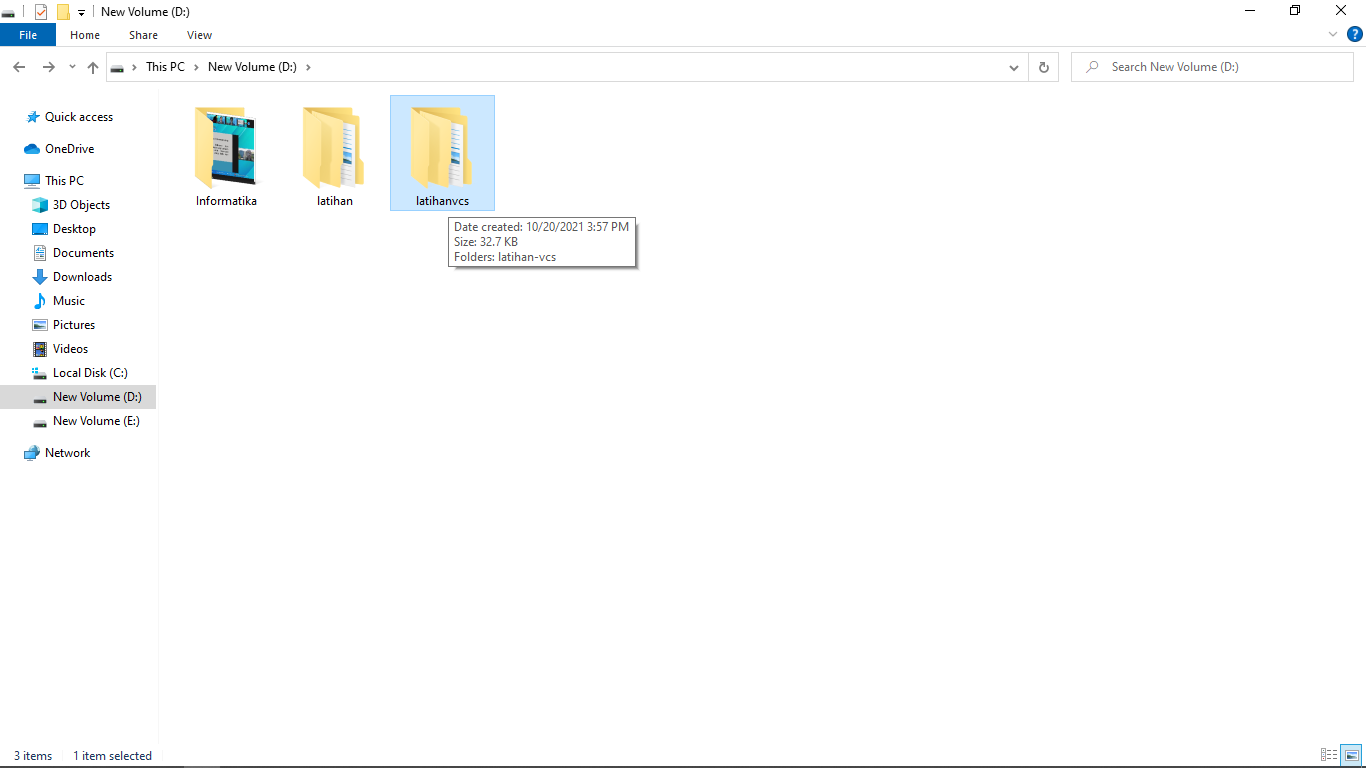 New Volume (D:)
File Home Share View
This PC New Volume (D:) Search New Volume (D:)
Quick access
OneDrive
This PC
3D Objects
Desktop
Documents
Downloads
Music
Pictures
Videos
Local Disk (C:)
New Volume (D:)
New Volume (E:)
Network
Informatika latihan latihanvcs
Date created: 10/20/2021 3:57 PM
Size: 32.7 KB
Folders: latihan-vcs
3 items 1 item selected